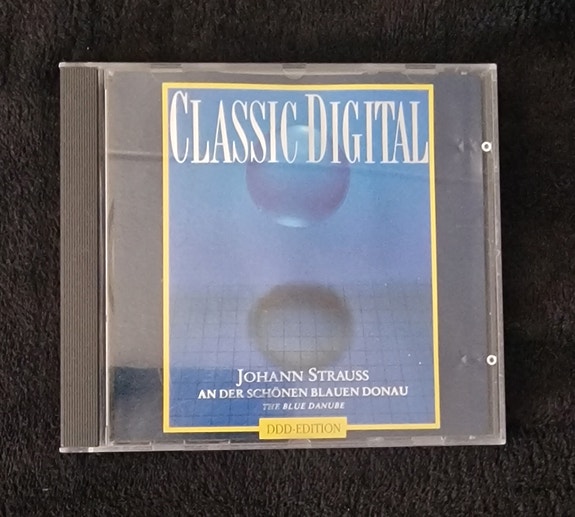 CLASSIC DIGITAL
JOHANN STRAUSS
AN DER SCHÖNEN BLAUEN DONAU
THE BLUE DANUBE
DDD-EDITION